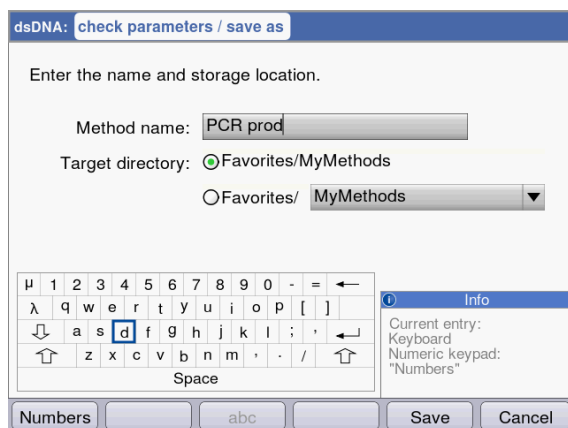 dsDNA: check parameters / save as
Enter the name and storage location.
Method name: PCR prod
Target directory: Favorites/MyMethods
Favorites/ MyMethods
µ 1 2 3 4 5 6 7 8 9 0 - =
λ q w e r t y u i o p [ ]
a s d f g h j k l ; '
z x c v b n m , . /
Space
i Info
Current entry:
Keyboard
Numeric keypad:
"Numbers"
Numbers abc Save Cancel